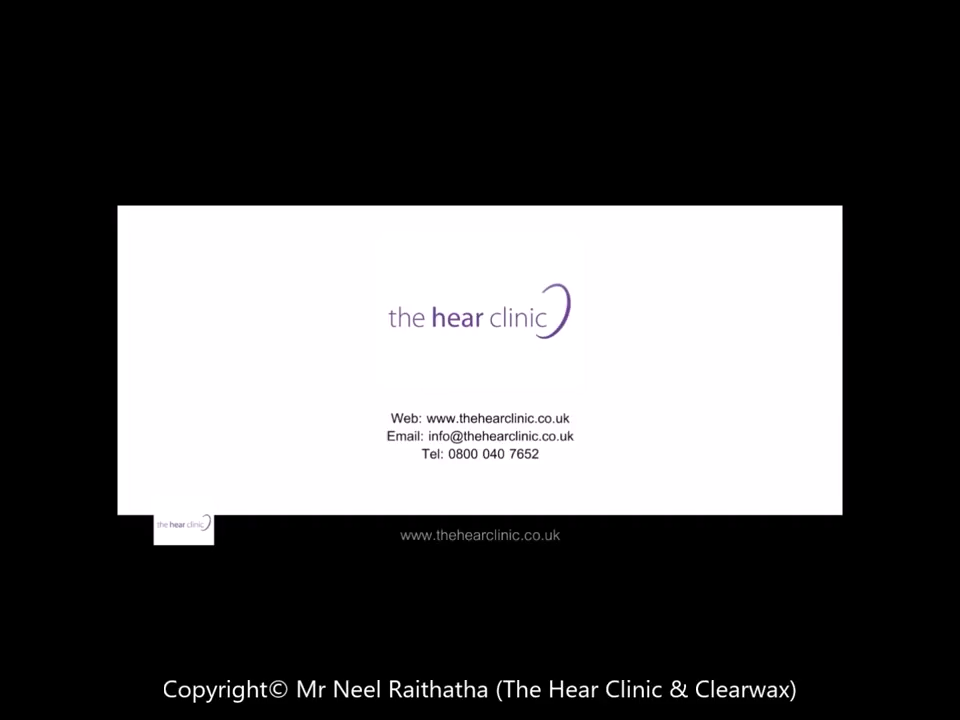 the hear clinic
Web: www.thehearclinic.co.uk
Email: info@thehearclinic.co.uk
Tel: 0800 040 7652
the hear clinic
www.thehearclinic.co.uk
Copyright© Mr Neel Raithatha (The Hear Clinic & Clearwax)